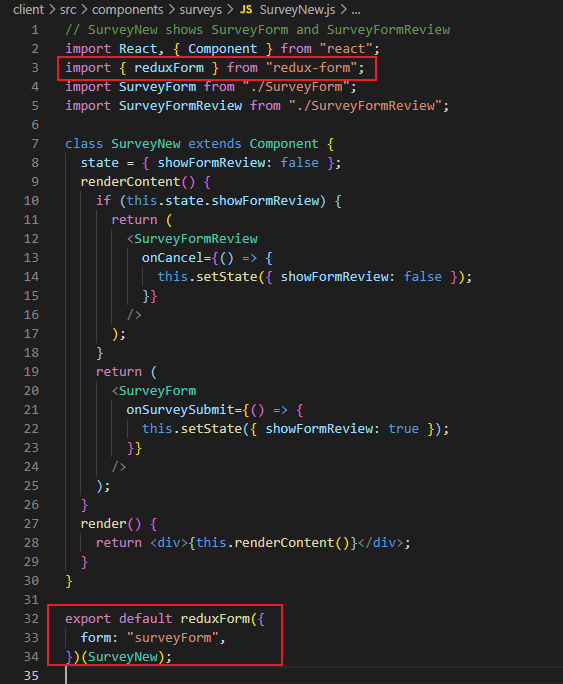 client > src > components > surveys > JS SurveyNew.js > ...
1 // SurveyNew shows SurveyForm and SurveyFormReview
2 import React, { Component } from "react";
3 import { reduxForm } from "redux-form";
4 import SurveyForm from "./SurveyForm";
5 import SurveyFormReview from "./SurveyFormReview";
6
7 class SurveyNew extends Component {
8   state = { showFormReview: false };
9   renderContent() {
10     if (this.state.showFormReview) {
11       return (
12         <SurveyFormReview
13           onCancel={() => {
14             this.setState({ showFormReview: false });
15           }}
16         />
17       );
18     }
19     return (
20       <SurveyForm
21         onSurveySubmit={() => {
22           this.setState({ showFormReview: true });
23         }}
24       />
25     );
26   }
27   render() {
28     return <div>{this.renderContent()}</div>;
29   }
30 }
31
32 export default reduxForm({
33   form: "surveyForm",
34 })(SurveyNew);
35